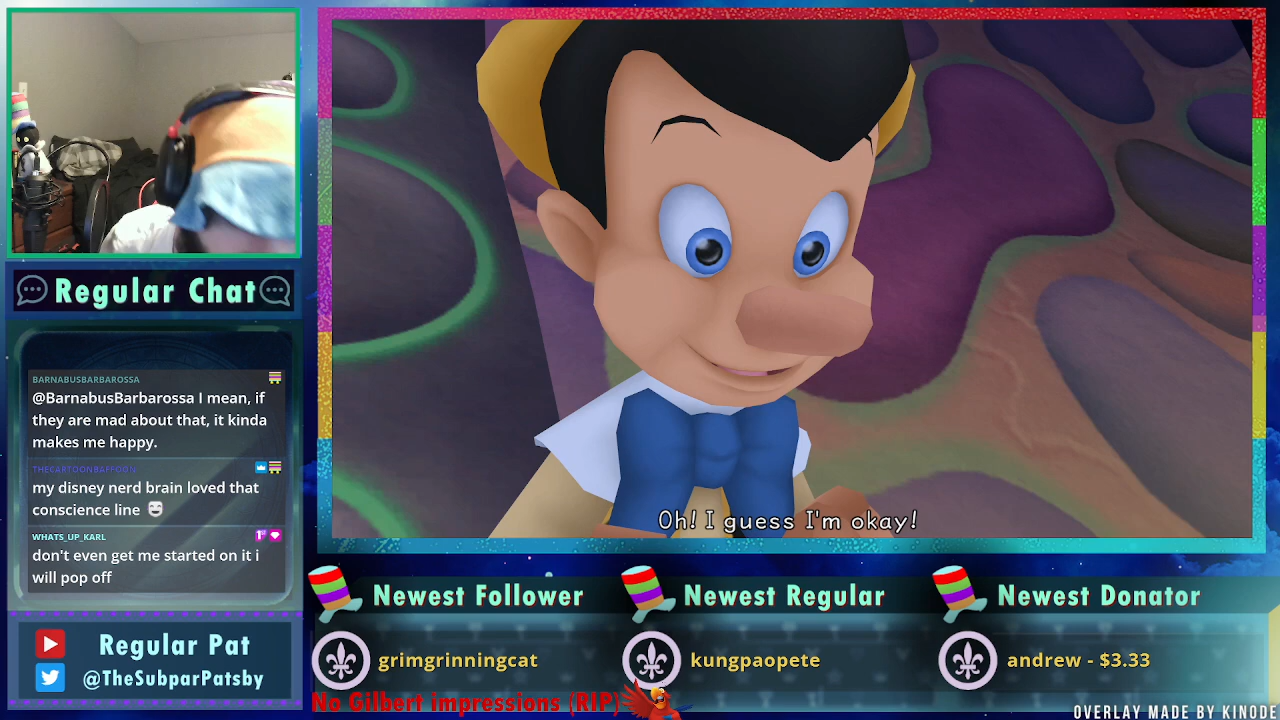 Regular Chat
BARNABUSBARBAROSSA
@BarnabusBarbarossa I mean, if
they are mad about that, it kinda
makes me happy.
THECARTOONBAFFOON
my disney nerd brain loved that
conscience line
WHATS_UP_KARL
don't even get me started on it i
will pop off
Regular Pat
@TheSubparPatsby
Oh! I guess I'm okay!
Newest Follower
grimgrinningcat
Newest Regular
kungpaopete
Newest Donator
andrew - $3.33
No Gilbert impressions (RIP)
OVERLAY MADE BY KINODE